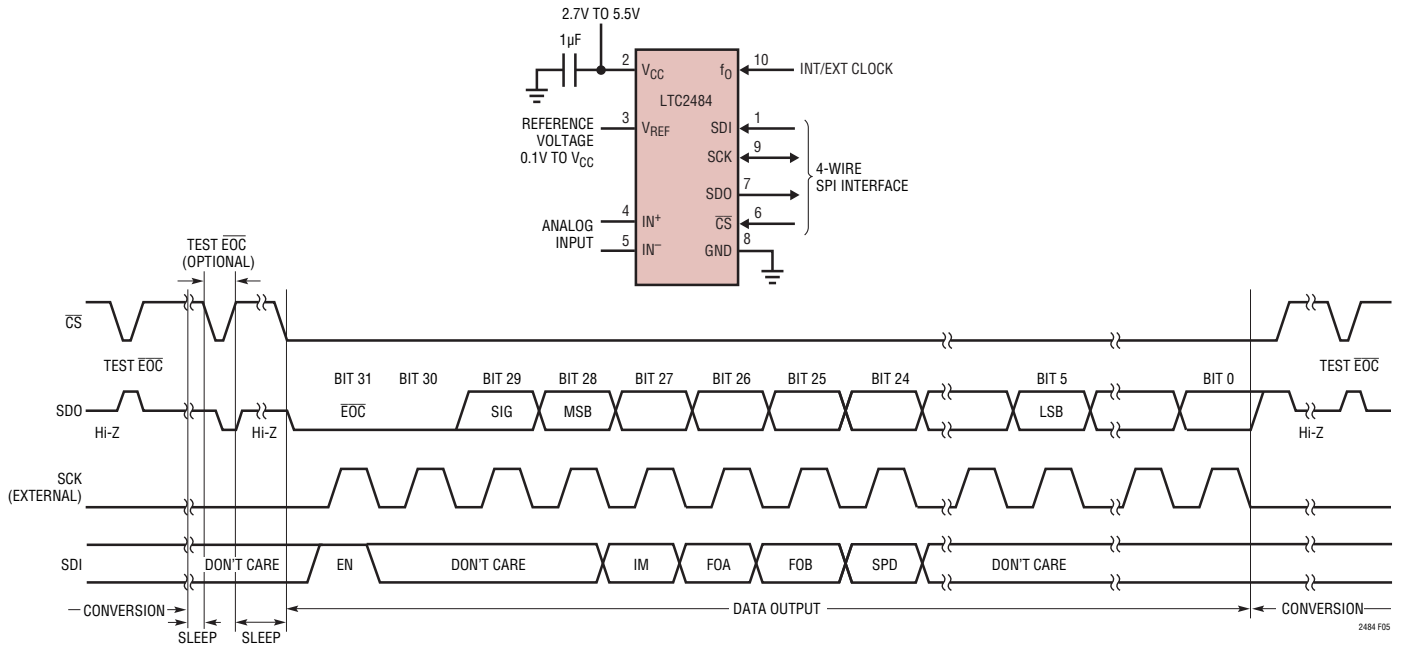 2.7V TO 5.5V
1µF
2
VCC
fO
10
INT/EXT CLOCK
LTC2484
REFERENCE
VOLTAGE
0.1V TO VCC
3
VREF
SDI
1
SCK
9
4-WIRE
SPI INTERFACE
SDO
7
ANALOG
INPUT
4
IN+
CS
6
5
IN–
GND
8
TEST EOC
(OPTIONAL)
CS
TEST EOC
TEST EOC
BIT 31 BIT 30 BIT 29 BIT 28 BIT 27 BIT 26 BIT 25 BIT 24 BIT 5 BIT 0
SDO
EOC SIG MSB LSB
Hi-Z Hi-Z Hi-Z
SCK
(EXTERNAL)
SDI
DON'T CARE EN DON'T CARE IM FOA FOB SPD DON'T CARE
CONVERSION DATA OUTPUT CONVERSION
SLEEP SLEEP
2484 F05